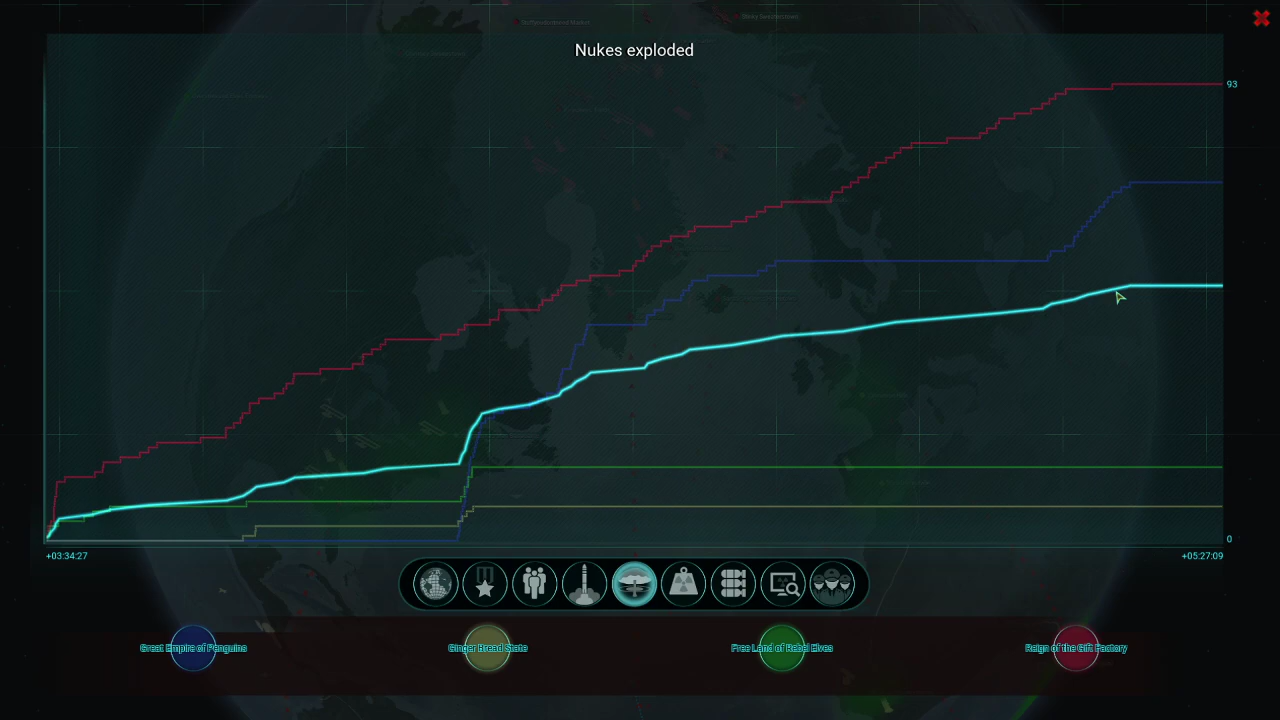 Nukes exploded
93
0
+03:34:27
+05:27:09
Great Empire of Penguins
Ginger Bread State
Free Land of Rebel Elves
Reign of the Gift Factory